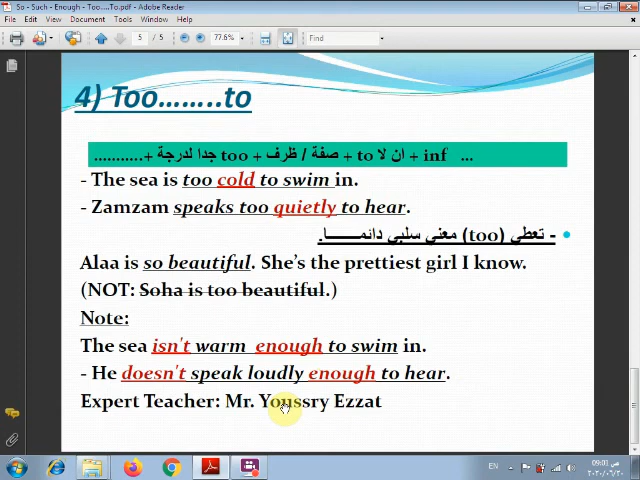 So - Such - Enough - Too.....To.pdf - Adobe Reader
File Edit View Document Tools Window Help
5 / 5 77.6% Find
4) Too........to
...........+ جدا لدرجة too + صفة / ظرف + to + ان لا + inf ...
- The sea is too cold to swim in.
- Zamzam speaks too quietly to hear.
• - تعطي (too) معني سلبي دائمـــــــا.
Alaa is so beautiful. She's the prettiest girl I know.
(NOT: Soha is too beautiful.)
Note:
The sea isn't warm enough to swim in.
- He doesn't speak loudly enough to hear.
Expert Teacher: Mr. Youssry Ezzat
EN
09:01 ص
٢٠٢٠/٠٦/٢٠